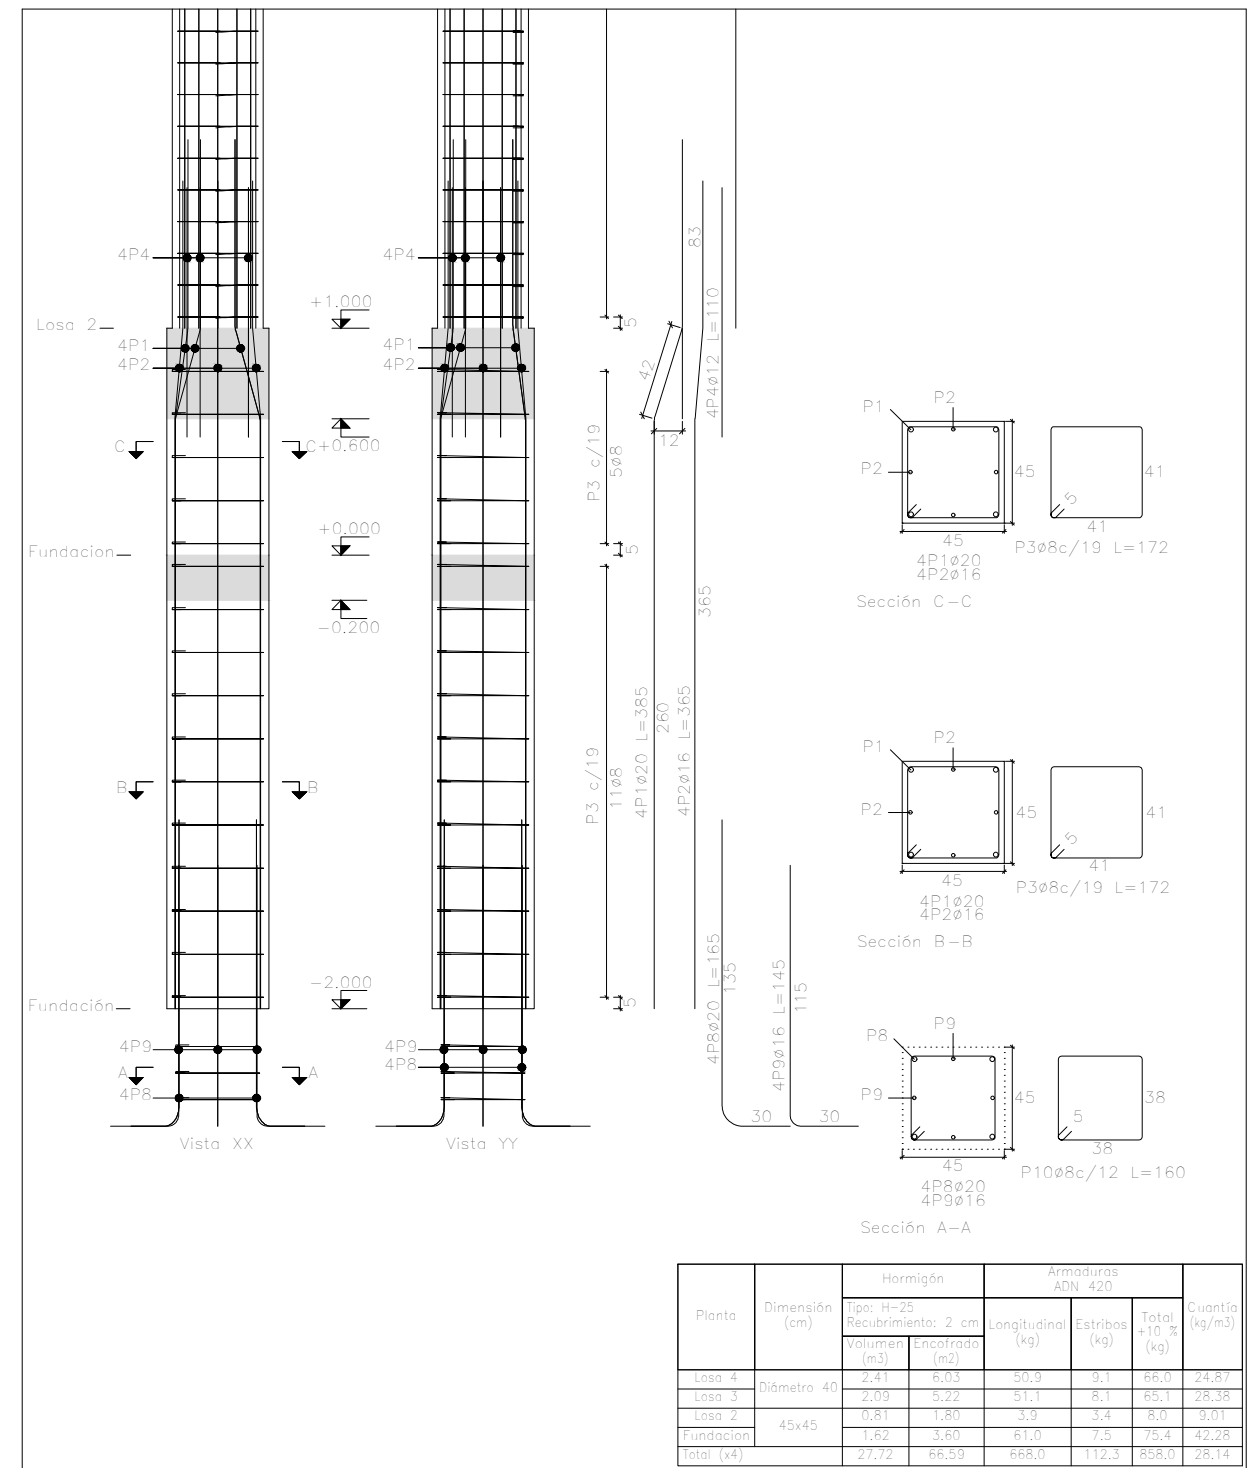 4P4
4P4
+1.000
Losa 2
5
83
4P4ø12 L=110
4P1
4P2
4P1
4P2
42
12
C
C
+0.600
P3 c/19
5ø8
+0.000
Fundacion
5
-0.200
365
4P1ø20 L=385
260
4P2ø16 L=365
P3 c/19
11ø8
B
B
-2.000
Fundación
5
4P8ø20 L=165
135
4P9ø16 L=145
115
4P9
A
A
4P8
4P9
4P8
30
30
Vista XX
Vista YY
P1
P2
P2
45
45
4P1ø20
4P2ø16
5
41
41
P3ø8c/19 L=172
Sección C-C
P1
P2
P2
45
45
4P1ø20
4P2ø16
5
41
41
P3ø8c/19 L=172
Sección B-B
P8
P9
P9
45
45
4P8ø20
4P9ø16
5
38
38
P10ø8c/12 L=160
Sección A-A
Planta
Dimensión
(cm)
Hormigón
Tipo: H-25
Recubrimiento: 2 cm
Volumen
(m3)
Encofrado
(m2)
Armaduras
ADN 420
Longitudinal
(kg)
Estribos
(kg)
Total
+10 %
(kg)
Cuantía
(kg/m3)
Losa 4 Diámetro 40 2.41 6.03 50.9 9.1 66.0 24.87
Losa 3 2.09 5.22 51.1 8.1 65.1 28.38
Losa 2 45x45 0.81 1.80 3.9 3.4 8.0 9.01
Fundacion 1.62 3.60 61.0 7.5 75.4 42.28
Total (x4) 27.72 66.59 668.0 112.3 858.0 28.14